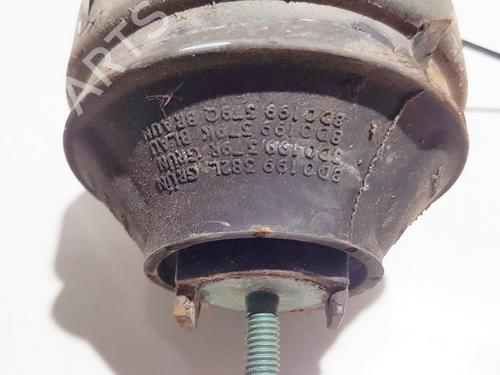 8D0 199 382L GRÜN
8D0 199 379R GRÜN
8D0 199 379K BLAU
8D0 199 379C BRAUN
B-PARTS